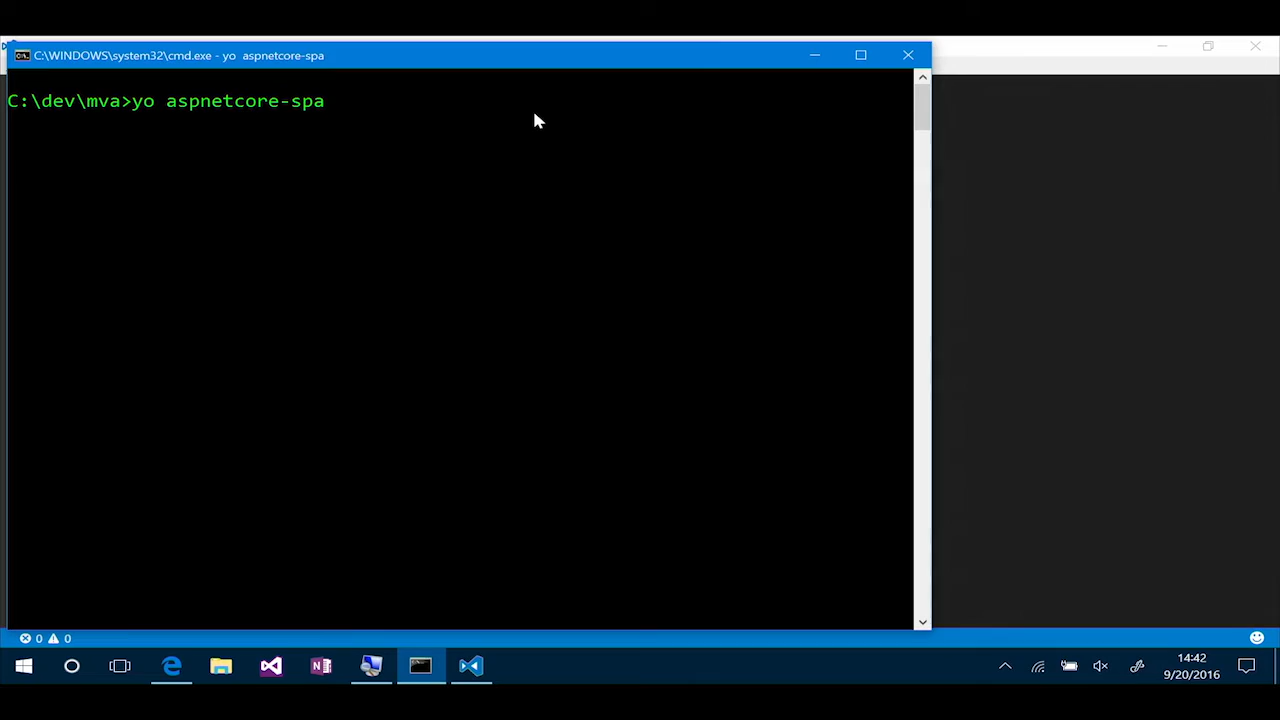 C:\WINDOWS\system32\cmd.exe - yo  aspnetcore-spa
C:\dev\mva>yo aspnetcore-spa
0 0
14:42
9/20/2016